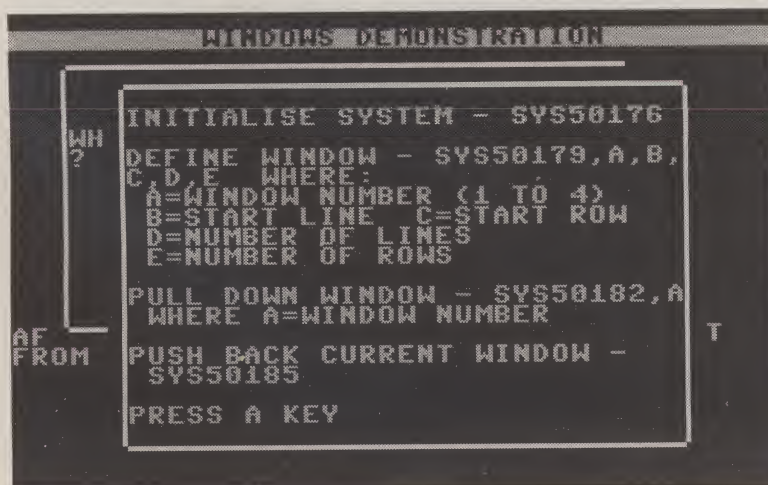 WINDOWS DEMONSTRATION
INITIALISE SYSTEM - SYS50176
WH
?
DEFINE WINDOW - SYS50179,A,B,
C,D,E WHERE:
A=WINDOW NUMBER (1 TO 4)
B=START LINE C=START ROW
D=NUMBER OF LINES
E=NUMBER OF ROWS
PULL DOWN WINDOW - SYS50182,A
WHERE A=WINDOW NUMBER
AF
FROM
T
PUSH BACK CURRENT WINDOW -
SYS50185
PRESS A KEY